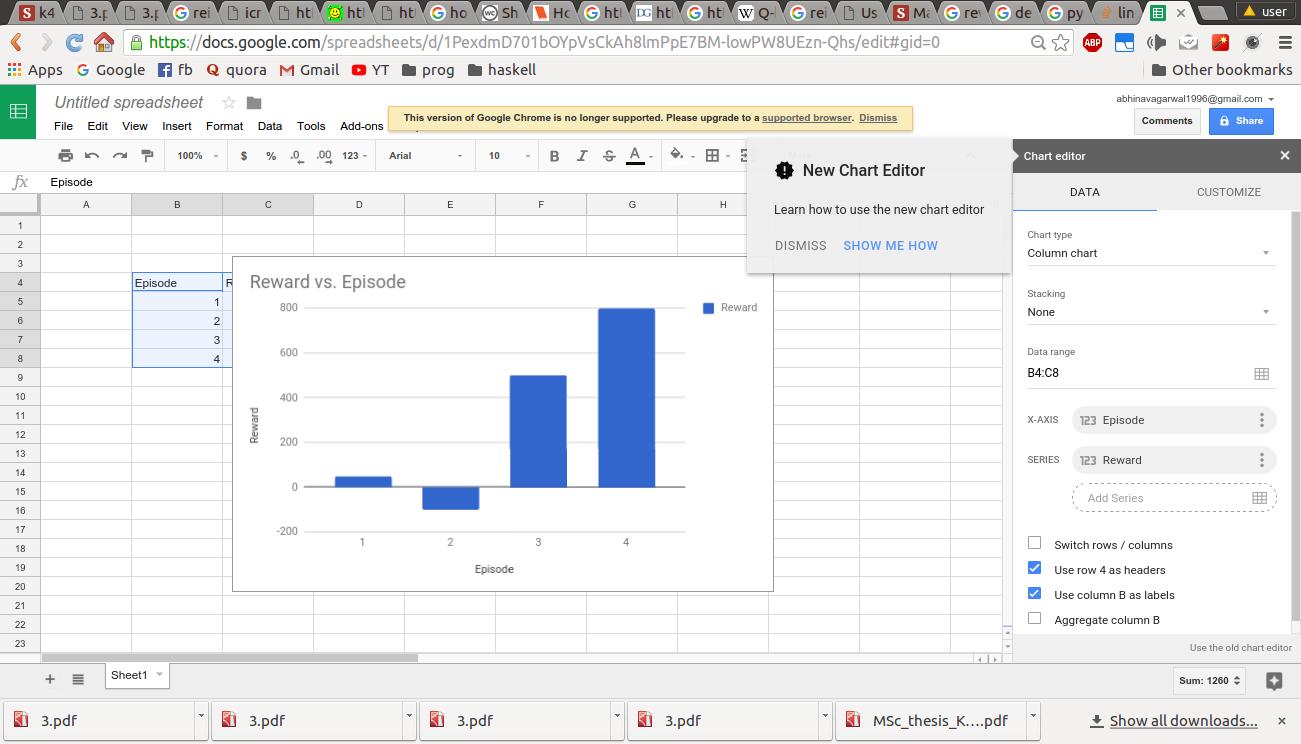 k4
3.p
3.p
rei
icr
ht
ht
ht
ho
Sh
Ho
ht
ht
ht
Q-
rei
Us
Ma
re
de
py
lin
user
https://docs.google.com/spreadsheets/d/1PexdmD701bOYpVsCkAh8lmPpE7BM-lowPW8UEzn-Qhs/edit#gid=0
ABP
Apps Google fb quora Gmail YT prog haskell Other bookmarks
Untitled spreadsheet
abhinavagarwal1996@gmail.com
This version of Google Chrome is no longer supported. Please upgrade to a supported browser. Dismiss
File Edit View Insert Format Data Tools Add-ons
Comments Share
100% $ % .0 .00 123 Arial 10 B I S A
Chart editor
fx Episode
New Chart Editor
Learn how to use the new chart editor
DISMISS SHOW ME HOW
DATA CUSTOMIZE
A B C D E F G H
1
2
3
4 Episode R
5 1
6 2
7 3
8 4
9
10
11
12
13
14
15
16
17
18
19
20
21
22
23
Reward vs. Episode
Reward
800
600
400
200
0
-200
Reward
1 2 3 4
Episode
Chart type
Column chart
Stacking
None
Data range
B4:C8
X-AXIS 123 Episode
SERIES 123 Reward
Add Series
Switch rows / columns
Use row 4 as headers
Use column B as labels
Aggregate column B
Use the old chart editor
Sheet1
Sum: 1260
3.pdf 3.pdf 3.pdf 3.pdf MSc_thesis_K....pdf Show all downloads...